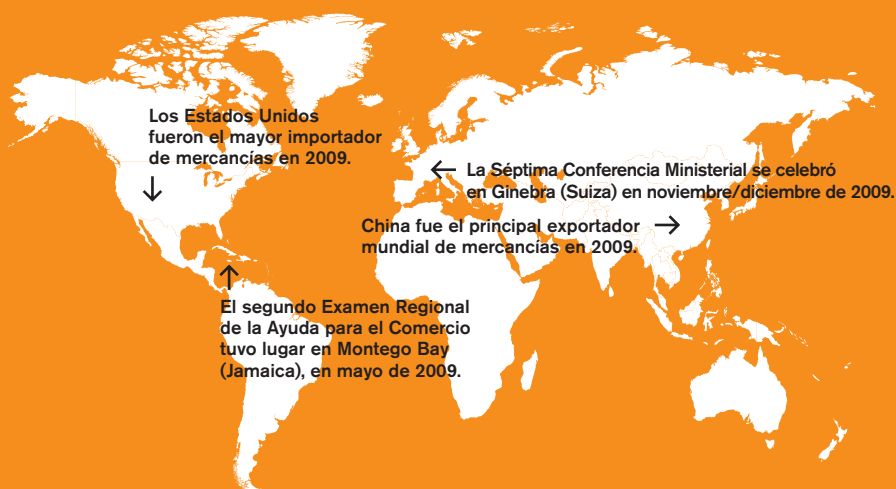 Los Estados Unidos
fueron el mayor importador
de mercancías en 2009.
La Séptima Conferencia Ministerial se celebró
en Ginebra (Suiza) en noviembre/diciembre de 2009.
China fue el principal exportador
mundial de mercancías en 2009.
El segundo Examen Regional
de la Ayuda para el Comercio
tuvo lugar en Montego Bay
(Jamaica), en mayo de 2009.